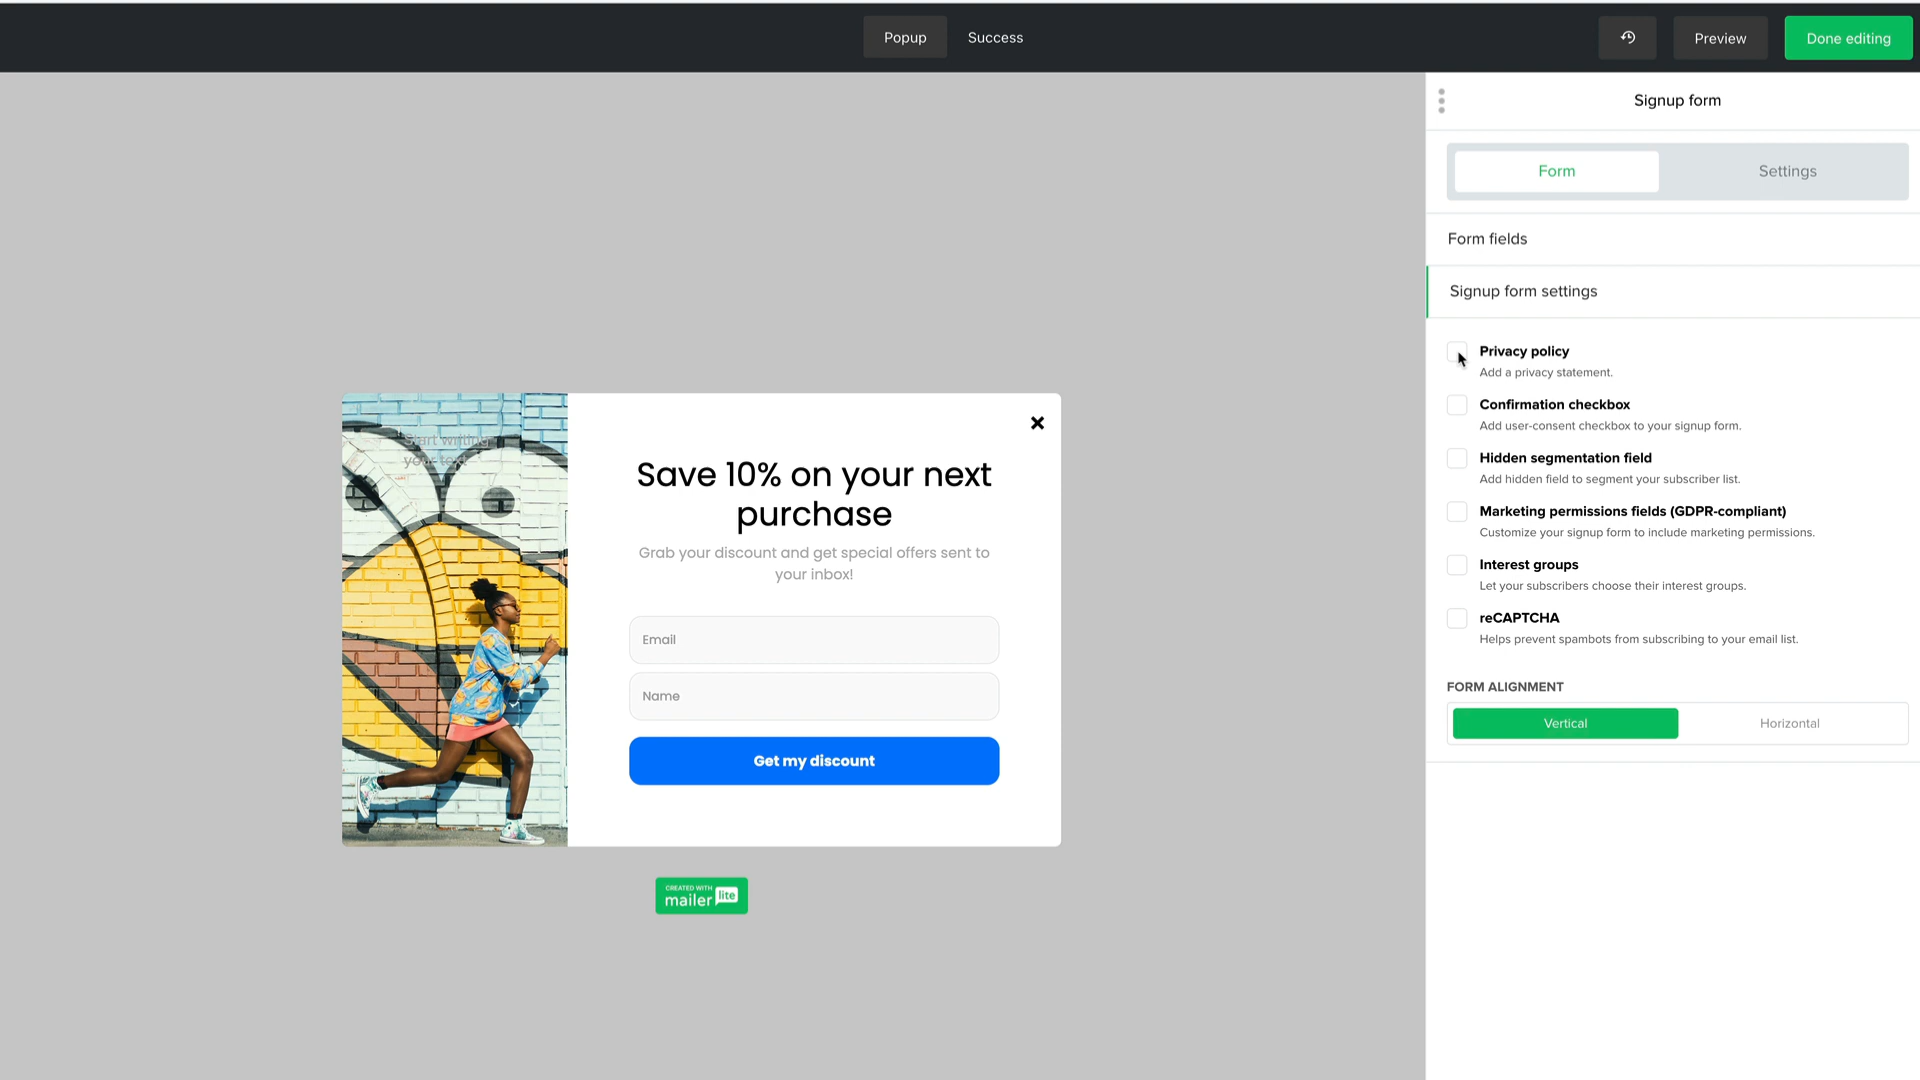 Popup
Success
Preview
Done editing
Signup form
Form
Settings
Form fields
Signup form settings
Privacy policy
Add a privacy statement.
Confirmation checkbox
Add user-consent checkbox to your signup form.
Hidden segmentation field
Add hidden field to segment your subscriber list.
Marketing permissions fields (GDPR-compliant)
Customize your signup form to include marketing permissions.
Interest groups
Let your subscribers choose their interest groups.
reCAPTCHA
Helps prevent spambots from subscribing to your email list.
FORM ALIGNMENT
Vertical
Horizontal
Start writing
your text
Save 10% on your next
purchase
Grab your discount and get special offers sent to
your inbox!
Email
Name
Get my discount
CREATED WITH
mailer lite